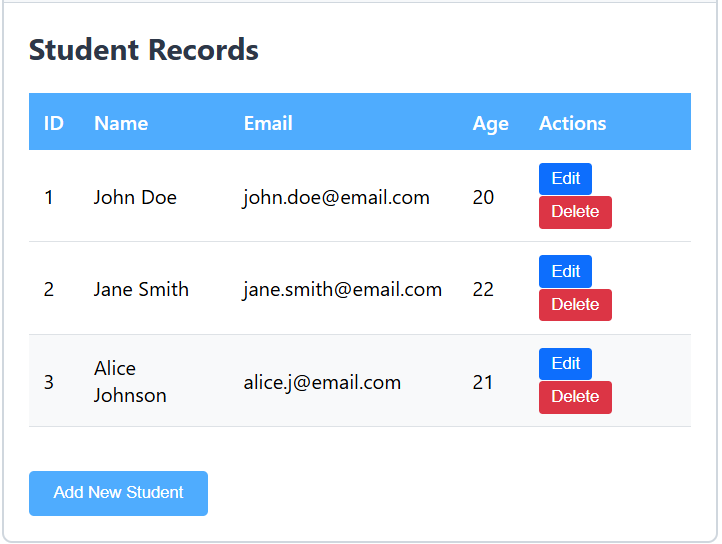 Student Records
ID Name Email Age Actions
1 John Doe john.doe@email.com 20 Edit
Delete
2 Jane Smith jane.smith@email.com 22 Edit
Delete
3 Alice
Johnson alice.j@email.com 21 Edit
Delete
Add New Student